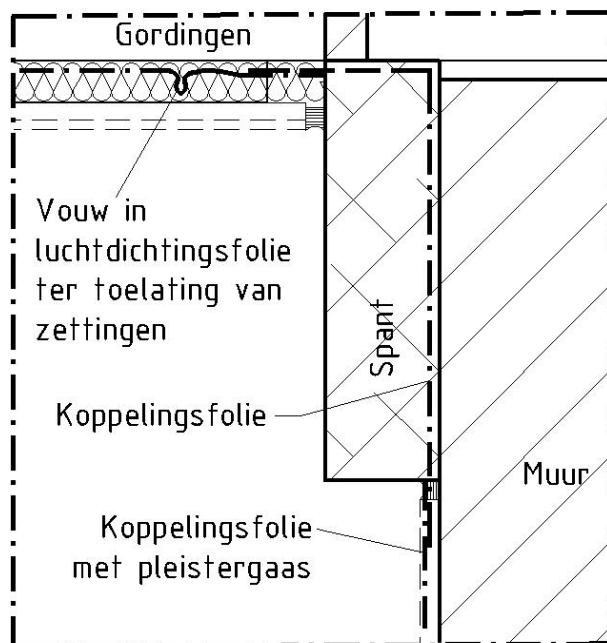 Gordingen
Vouw in
luchtdichtingsfolie
ter toelating van
zettingen
Spant
Koppelingsfolie
Muur
Koppelingsfolie
met pleistergaas